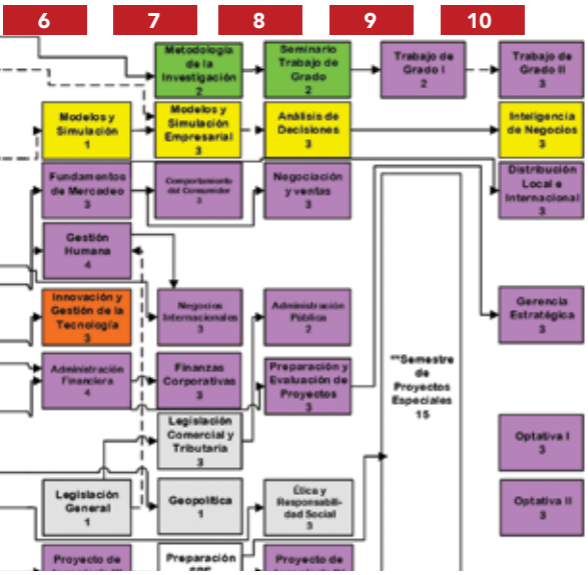 6 7 8 9 10
Metodología
de la
Investigación
2
Seminario
Trabajo de
Grado
2
Trabajo de
Grado I
2
Trabajo de
Grado II
3
Modelos y
Simulación
1
Modelos y
Simulación
Empresarial
3
Análisis de
Decisiones
3
Inteligencia
de Negocios
3
Fundamentos
de Mercadeo
3
Comportamiento
del Consumidor
3
Negociación
y ventas
3
Distribución
Local e
Internacional
3
Gestión
Humana
4
Innovación y
Gestión de la
Tecnología
3
Negocios
Internacionales
3
Administración
Pública
2
Gerencia
Estratégica
3
Administración
Financiera
4
Finanzas
Corporativas
3
Preparación y
Evaluación de
Proyectos
3
**Semestre
de
Proyectos
Especiales
15
Legislación
Comercial y
Tributaria
3
Optativa I
3
Legislación
General
1
Geopolítica
1
Ética y
Responsabili-
dad Social
3
Optativa II
3
Proyecto de
Preparación
Proyecto de